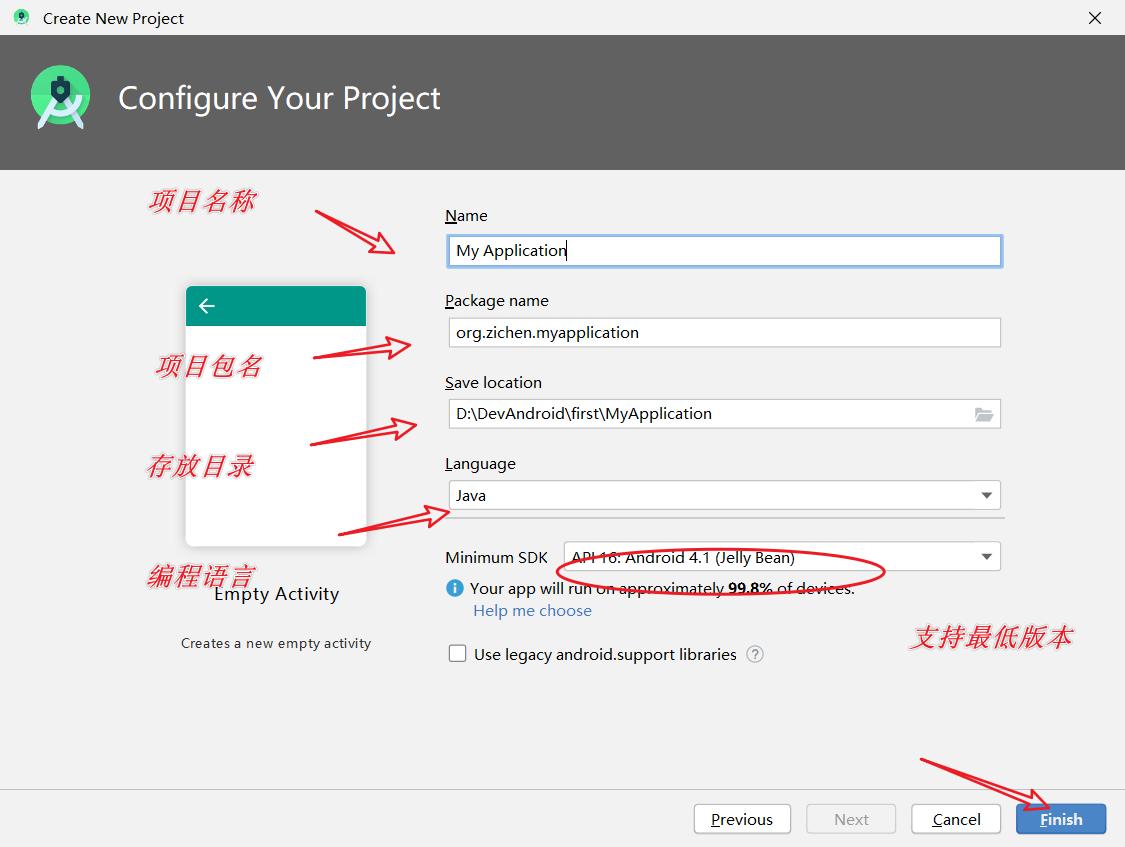 Create New Project
Configure Your Project
项目名称
Name
My Application
Package name
org.zichen.myapplication
项目包名
Save location
D:\DevAndroid\first\MyApplication
存放目录
Language
Java
编程语言
Empty Activity
Creates a new empty activity
Minimum SDK
API 16: Android 4.1 (Jelly Bean)
Your app will run on approximately 99.8% of devices.
Help me choose
支持最低版本
Use legacy android.support libraries ?
Previous
Next
Cancel
Finish